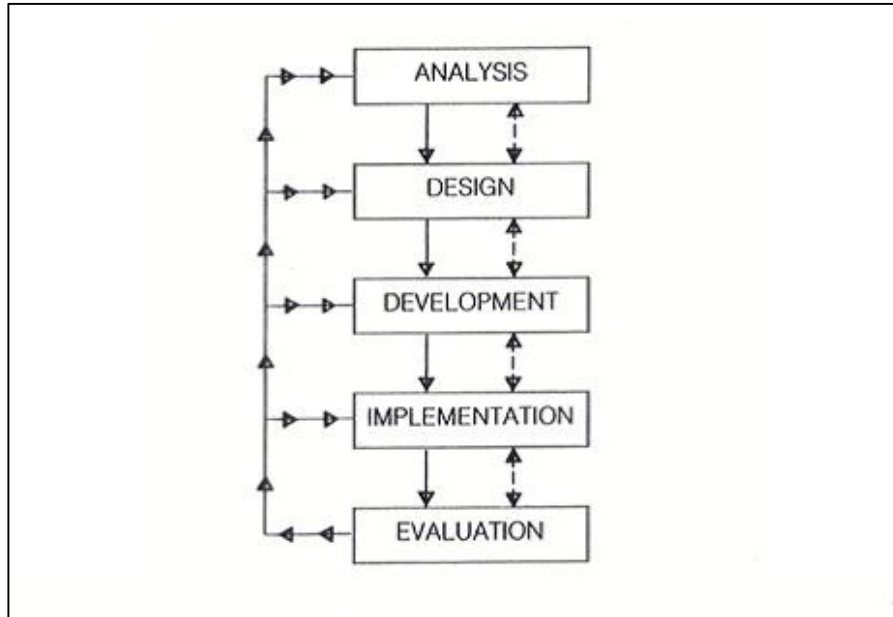 ANALYSIS
DESIGN
DEVELOPMENT
IMPLEMENTATION
EVALUATION